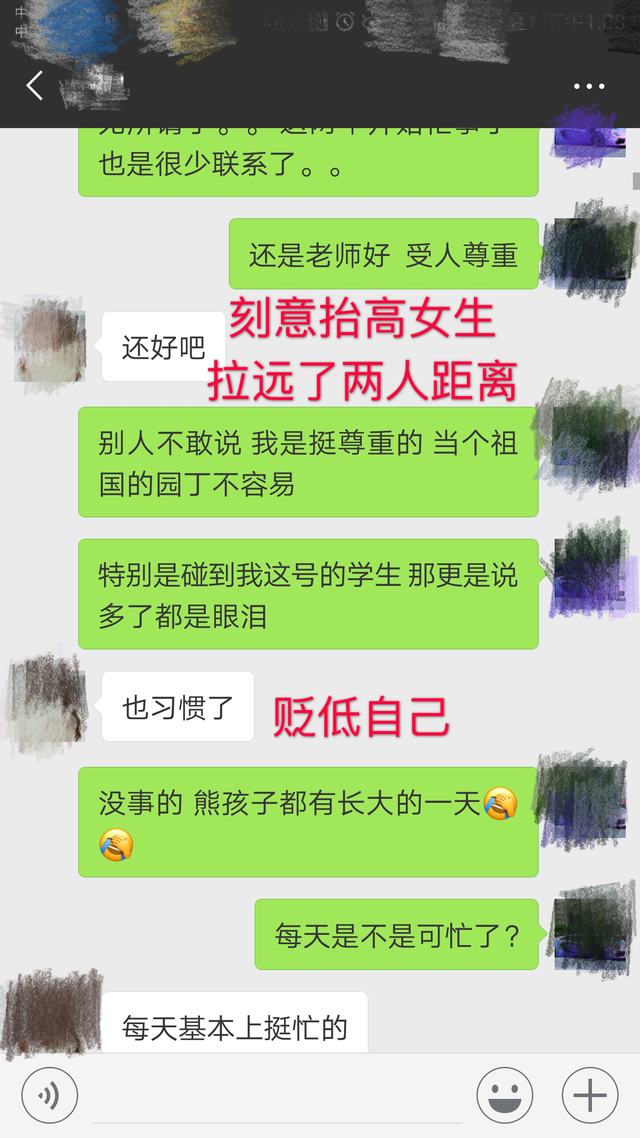 也是很少联系了。。
还是老师好 受人尊重
还好吧
刻意抬高女生
拉远了两人距离
别人不敢说 我是挺尊重的 当个祖
国的园丁不容易
特别是碰到我这号的学生 那更是说
多了都是眼泪
也习惯了
贬低自己
没事的 熊孩子都有长大的一天
每天是不是可忙了？
每天基本上挺忙的